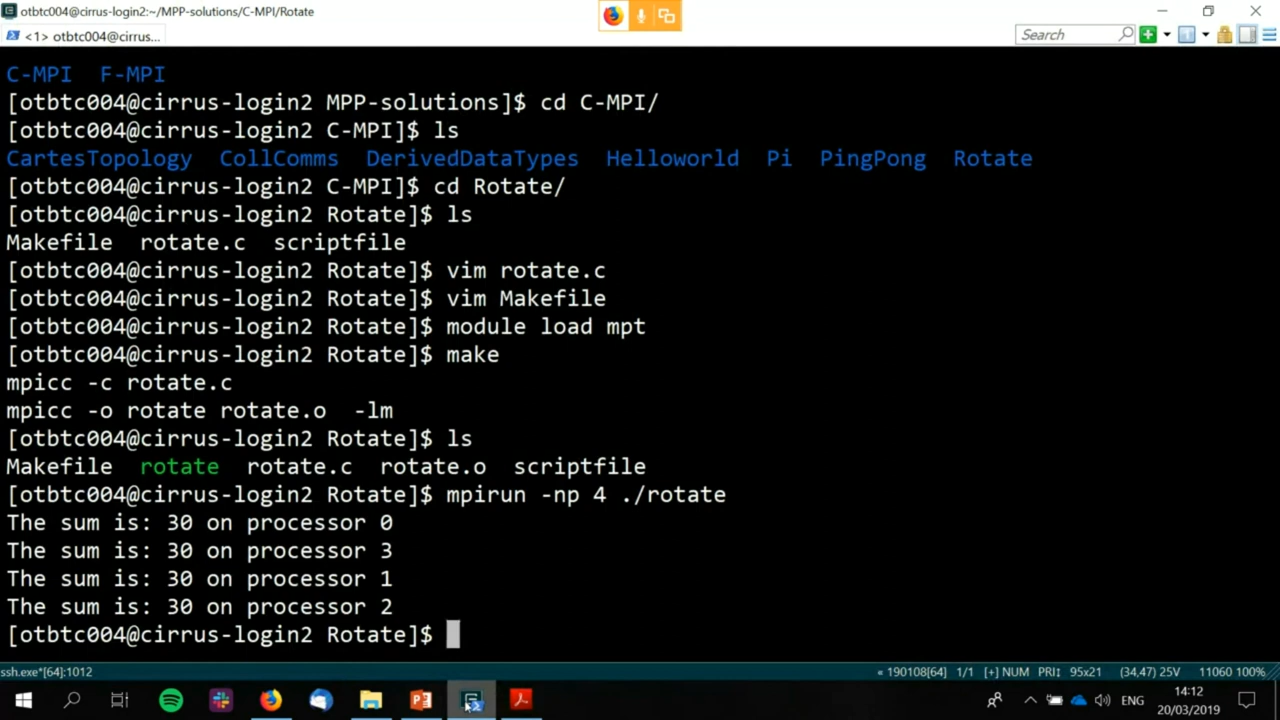 otbtc004@cirrus-login2:~/MPP-solutions/C-MPI/Rotate
<1> otbtc004@cirrus...
Search
C-MPI F-MPI
[otbtc004@cirrus-login2 MPP-solutions]$ cd C-MPI/
[otbtc004@cirrus-login2 C-MPI]$ ls
CartesTopology CollComms DerivedDataTypes Helloworld Pi PingPong Rotate
[otbtc004@cirrus-login2 C-MPI]$ cd Rotate/
[otbtc004@cirrus-login2 Rotate]$ ls
Makefile rotate.c scriptfile
[otbtc004@cirrus-login2 Rotate]$ vim rotate.c
[otbtc004@cirrus-login2 Rotate]$ vim Makefile
[otbtc004@cirrus-login2 Rotate]$ module load mpt
[otbtc004@cirrus-login2 Rotate]$ make
mpicc -c rotate.c
mpicc -o rotate rotate.o -lm
[otbtc004@cirrus-login2 Rotate]$ ls
Makefile rotate rotate.c rotate.o scriptfile
[otbtc004@cirrus-login2 Rotate]$ mpirun -np 4 ./rotate
The sum is: 30 on processor 0
The sum is: 30 on processor 3
The sum is: 30 on processor 1
The sum is: 30 on processor 2
[otbtc004@cirrus-login2 Rotate]$
ssh.exe*[64]:1012 « 190108[64] 1/1 [+] NUM PRI↕ 95x21 (34,47) 25V 11060 100%
ENG
14:12
20/03/2019